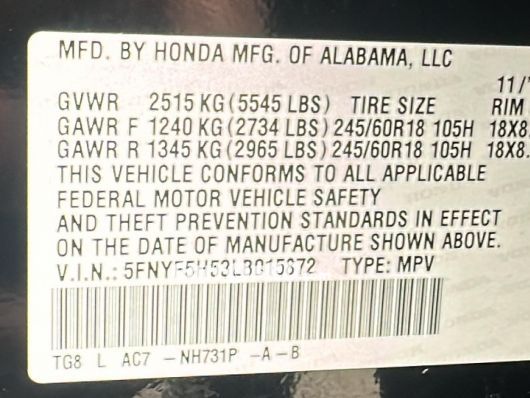 MFD. BY HONDA MFG. OF ALABAMA, LLC
11/
GVWR 2515 KG (5545 LBS) TIRE SIZE RIM
GAWR F 1240 KG (2734 LBS) 245/60R18 105H 18X8.
GAWR R 1345 KG (2965 LBS) 245/60R18 105H 18X8.
THIS VEHICLE CONFORMS TO ALL APPLICABLE
FEDERAL MOTOR VEHICLE SAFETY
AND THEFT PREVENTION STANDARDS IN EFFECT
ON THE DATE OF MANUFACTURE SHOWN ABOVE.
V.I.N.: TYPE: MPV
TG8 L AC7 -NH731P -A-B